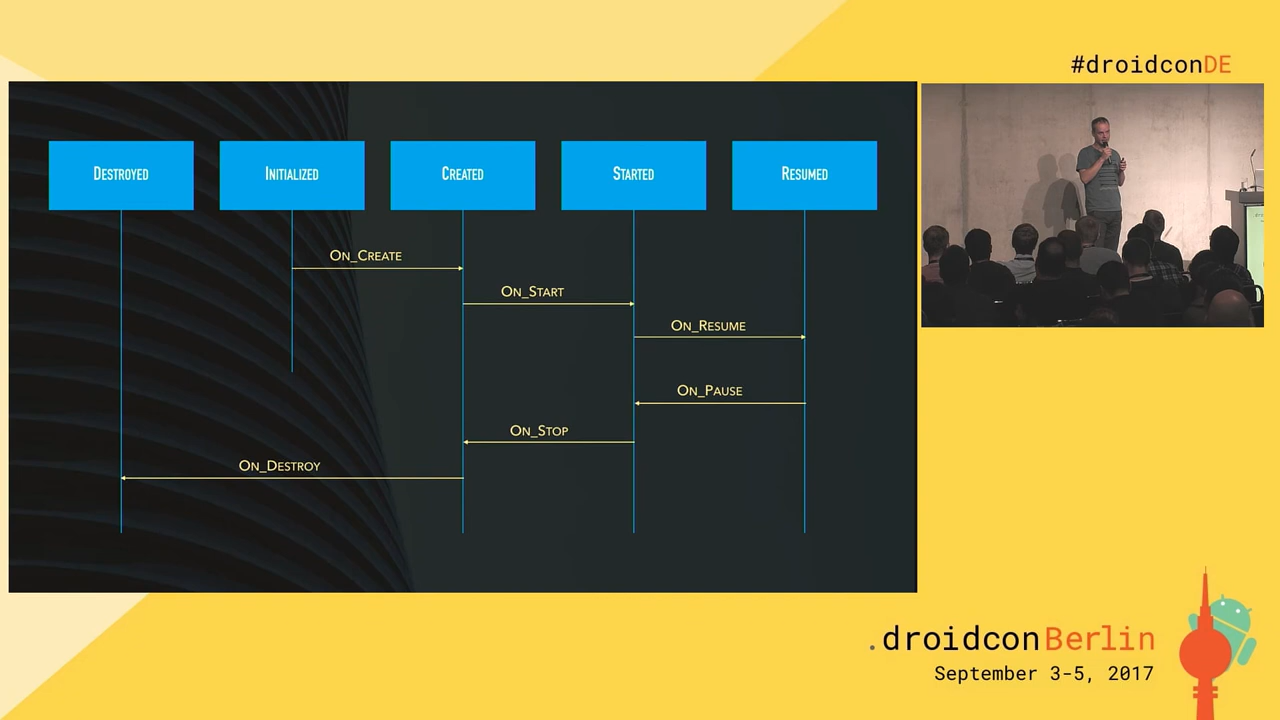 #droidconDE
DESTROYED
INITIALIZED
CREATED
STARTED
RESUMED
ON_CREATE
ON_START
ON_RESUME
ON_PAUSE
ON_STOP
ON_DESTROY
.droidconBerlin
September 3-5, 2017